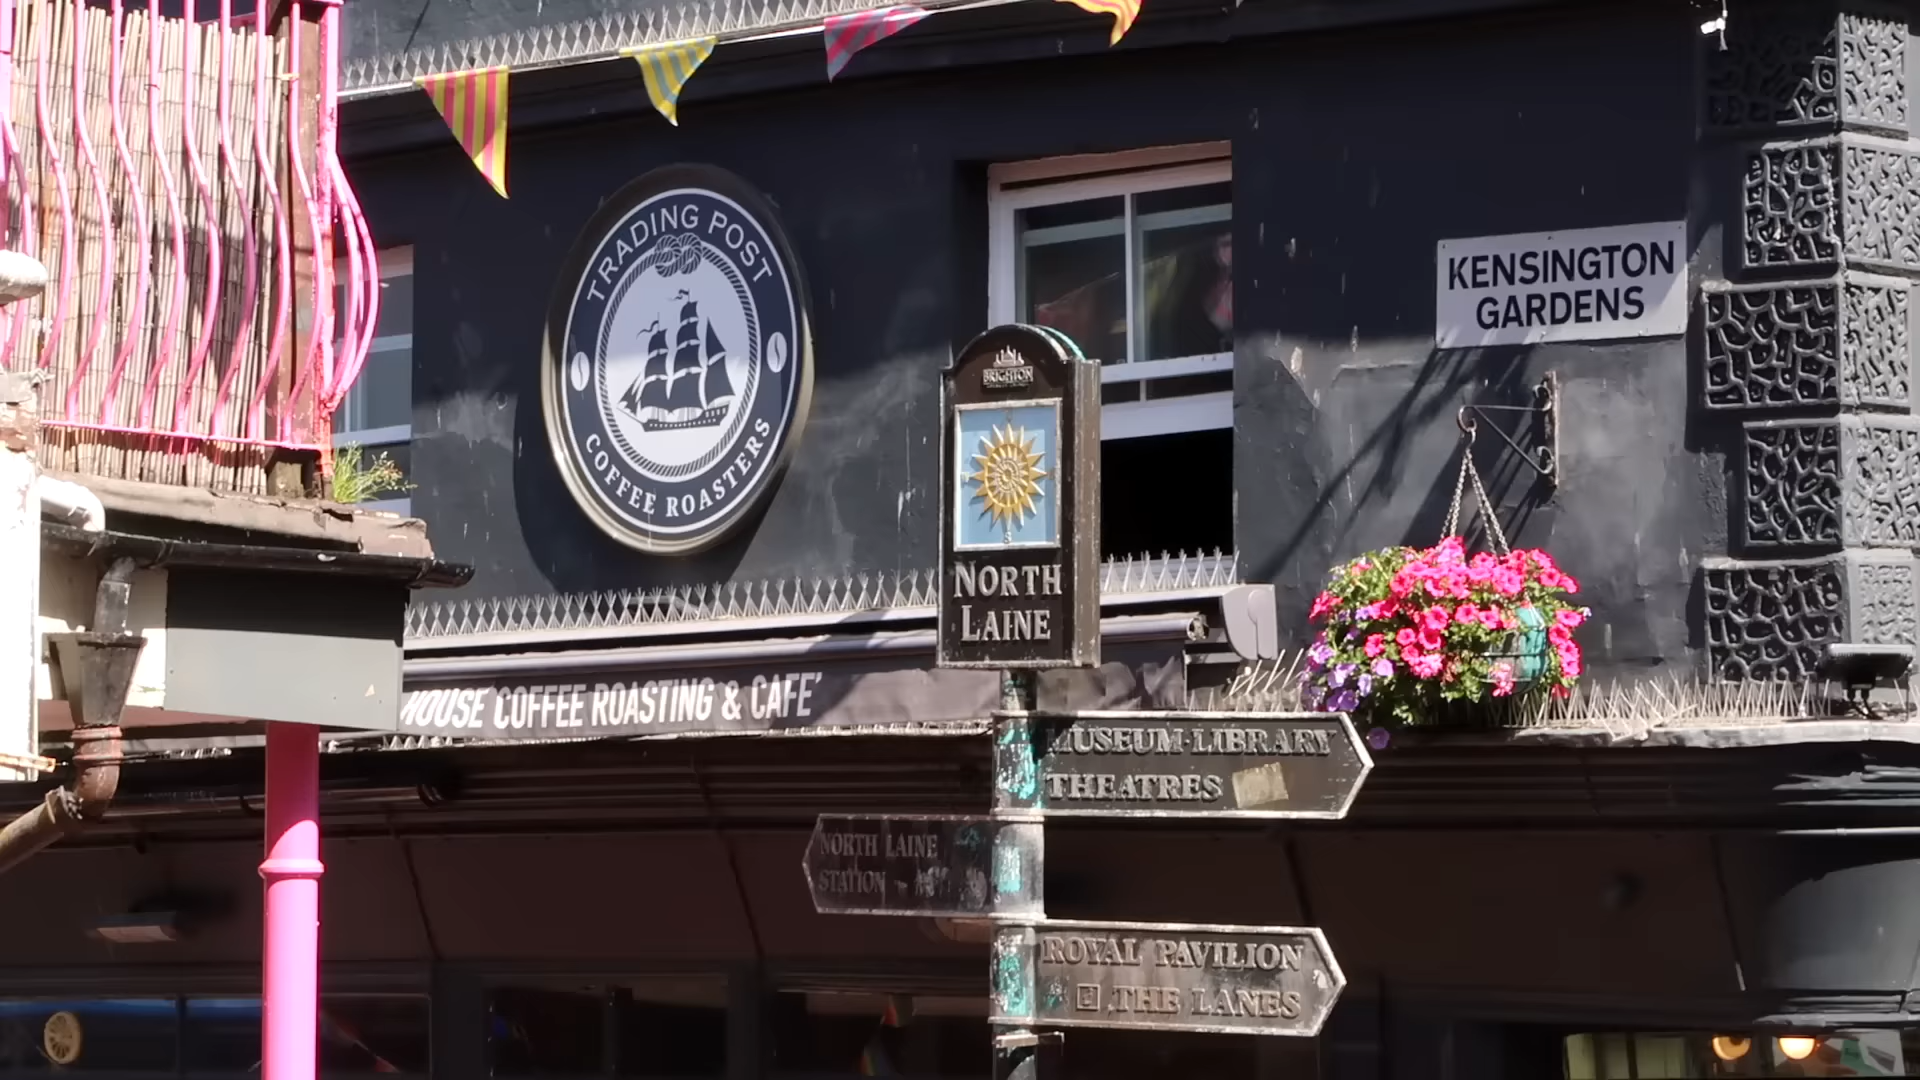 TRADING POST
COFFEE ROASTERS
KENSINGTON
GARDENS
BRIGHTON
NORTH
LAINE
HOUSE COFFEE ROASTING & CAFE'
MUSEUM·LIBRARY
THEATRES
NORTH LAINE
STATION
ROYAL PAVILION
THE LANES